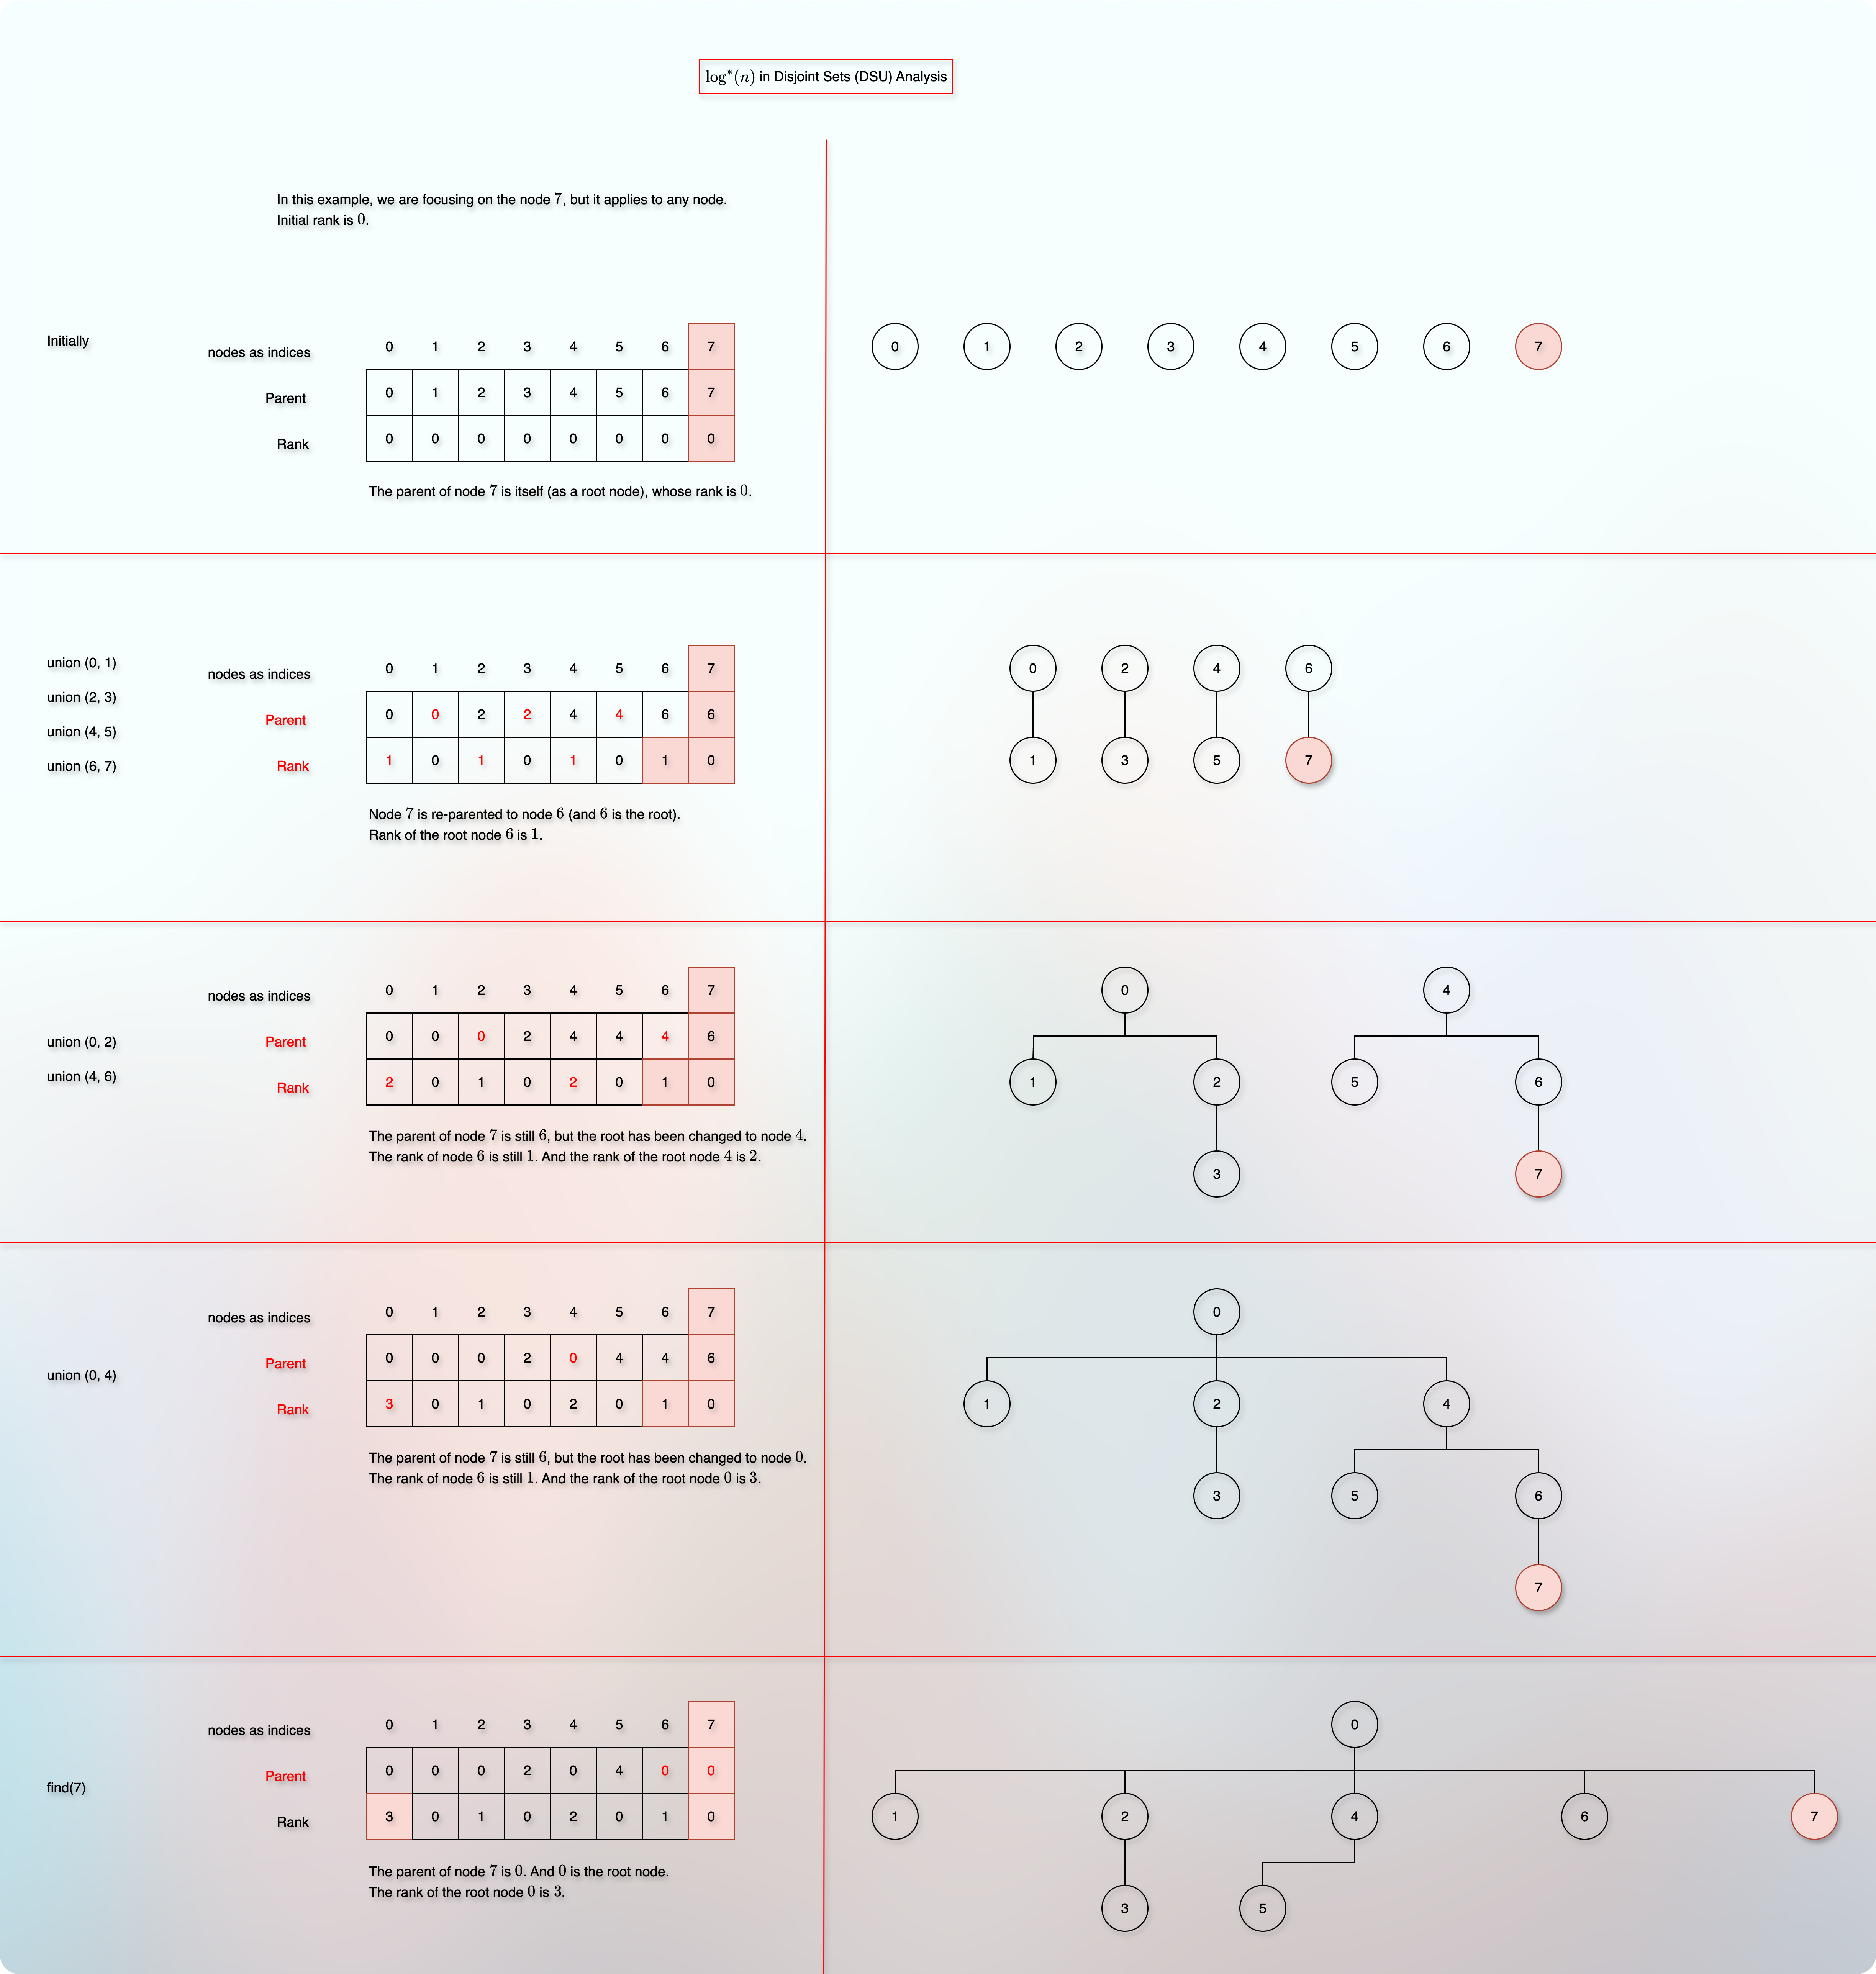 log*(n) in Disjoint Sets (DSU) Analysis
In this example, we are focusing on the node 7, but it applies to any node.
Initial rank is 0.
Initially
nodes as indices 0 1 2 3 4 5 6 7
Parent 0 1 2 3 4 5 6 7
Rank 0 0 0 0 0 0 0 0
The parent of node 7 is itself (as a root node), whose rank is 0.
0 1 2 3 4 5 6 7
union (0, 1)
union (2, 3)
union (4, 5)
union (6, 7)
nodes as indices 0 1 2 3 4 5 6 7
Parent 0 0 2 2 4 4 6 6
Rank 1 0 1 0 1 0 1 0
Node 7 is re-parented to node 6 (and 6 is the root).
Rank of the root node 6 is 1.
0 2 4 6
1 3 5 7
union (0, 2)
union (4, 6)
nodes as indices 0 1 2 3 4 5 6 7
Parent 0 0 0 2 4 4 4 6
Rank 2 0 1 0 2 0 1 0
The parent of node 7 is still 6, but the root has been changed to node 4.
The rank of node 6 is still 1. And the rank of the root node 4 is 2.
0 4
1 2 5 6
3 7
union (0, 4)
nodes as indices 0 1 2 3 4 5 6 7
Parent 0 0 0 2 0 4 4 6
Rank 3 0 1 0 2 0 1 0
The parent of node 7 is still 6, but the root has been changed to node 0.
The rank of node 6 is still 1. And the rank of the root node 0 is 3.
0
1 2 4
3 5 6
7
find(7)
nodes as indices 0 1 2 3 4 5 6 7
Parent 0 0 0 2 0 4 0 0
Rank 3 0 1 0 2 0 1 0
The parent of node 7 is 0. And 0 is the root node.
The rank of the root node 0 is 3.
0
1 2 4 6 7
3 5